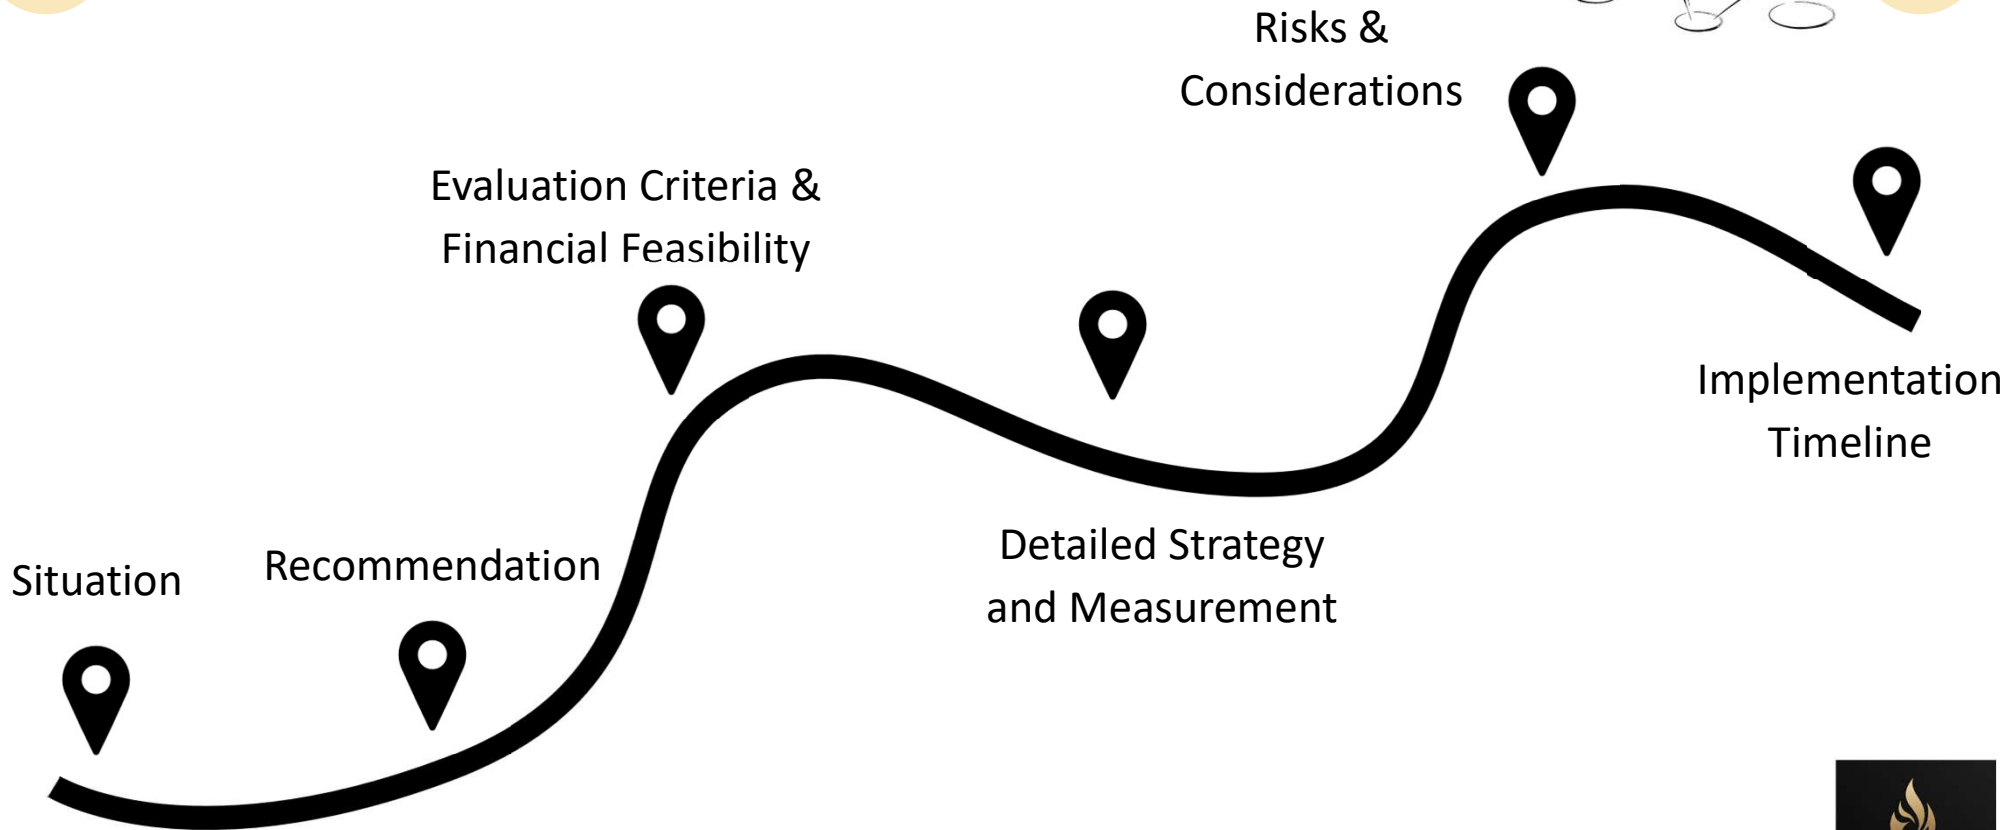 Situation
Recommendation
Evaluation Criteria &
Financial Feasibility
Detailed Strategy
and Measurement
Risks &
Considerations
Implementation
Timeline